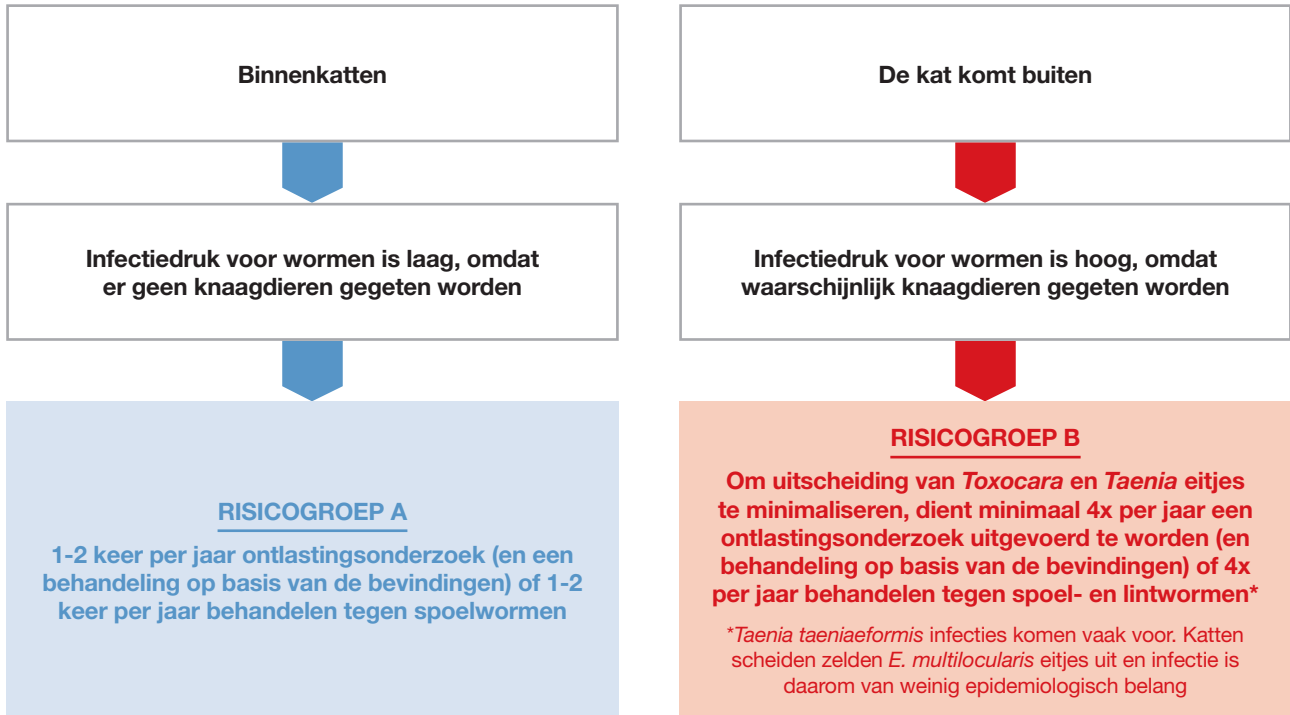 Binnenkatten
Infectiedruk voor wormen is laag, omdat
er geen knaagdieren gegeten worden
RISICOGROEP A
1-2 keer per jaar ontlastingsonderzoek (en een
behandeling op basis van de bevindingen) of 1-2
keer per jaar behandelen tegen spoelwormen
De kat komt buiten
Infectiedruk voor wormen is hoog, omdat
waarschijnlijk knaagdieren gegeten worden
RISICOGROEP B
Om uitscheiding van Toxocara en Taenia eitjes
te minimaliseren, dient minimaal 4x per jaar een
ontlastingsonderzoek uitgevoerd te worden (en
behandeling op basis van de bevindingen) of 4x
per jaar behandelen tegen spoel- en lintwormen*
*Taenia taeniaeformis infecties komen vaak voor. Katten
scheiden zelden E. multilocularis eitjes uit en infectie is
daarom van weinig epidemiologisch belang